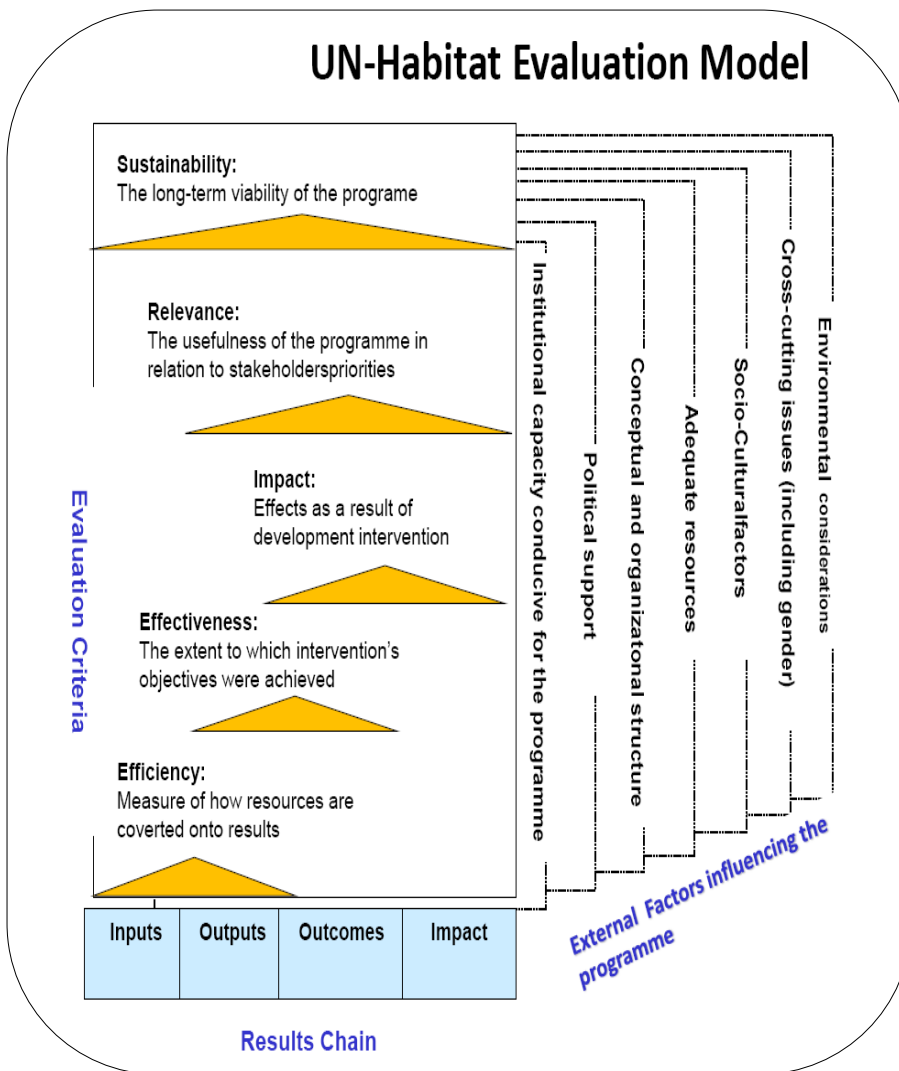 UN-Habitat Evaluation Model
Sustainability:
The long-term viability of the programe
Relevance:
The usefulness of the programme in
relation to stakeholderspriorities
Impact:
Effects as a result of
development intervention
Effectiveness:
The extent to which intervention's
objectives were achieved
Efficiency:
Measure of how resources are
coverted onto results
Evaluation Criteria
Institutional capacity conducive for the programme
Political support
Conceptual and organizatonal structure
Adequate resources
Socio-Culturalfactors
Cross-cutting issues (including gender)
Environmental considerations
External Factors influencing the
programme
Inputs Outputs Outcomes Impact
Results Chain